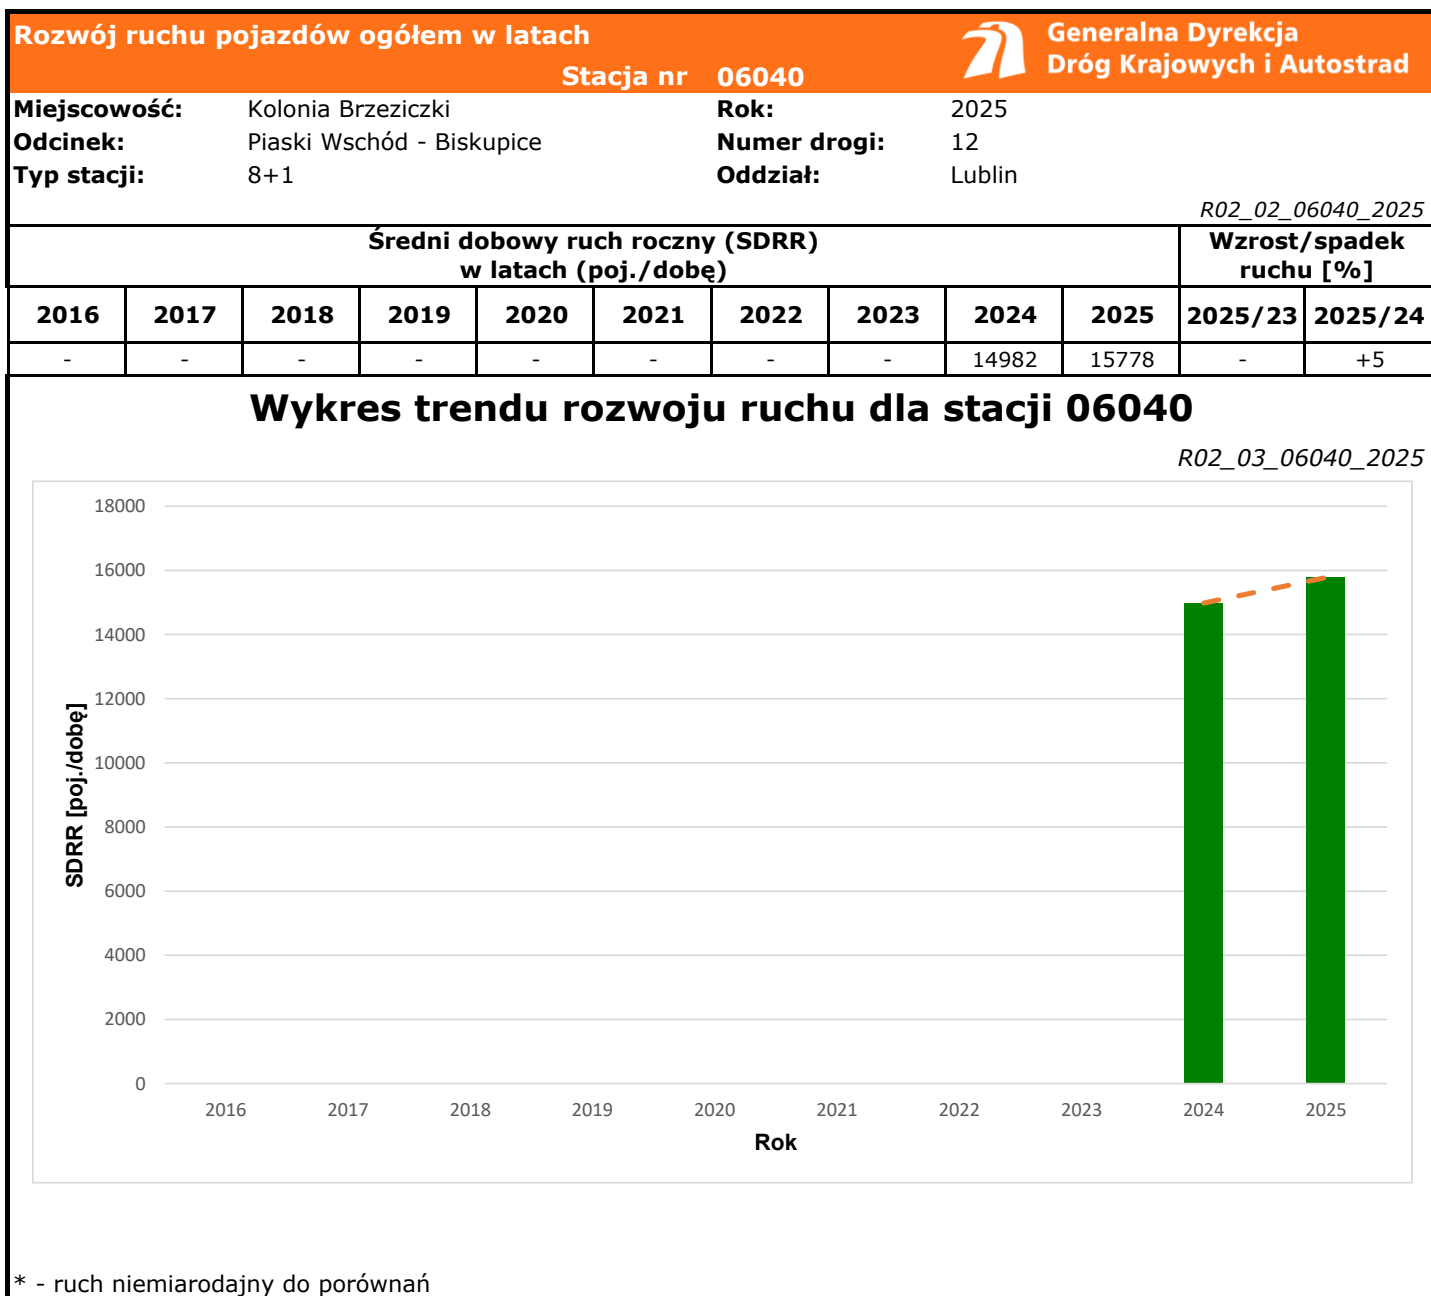 Rozwój ruchu pojazdów ogółem w latach
Generalna Dyrekcja
Dróg Krajowych i Autostrad
Stacja nr 06040
Miejscowość: Kolonia Brzeziczki Rok: 2025
Odcinek: Piaski Wschód - Biskupice Numer drogi: 12
Typ stacji: 8+1 Oddział: Lublin
R02_02_06040_2025
Średni dobowy ruch roczny (SDRR)
w latach (poj./dobę)
Wzrost/spadek
ruchu [%]
2016 2017 2018 2019 2020 2021 2022 2023 2024 2025 2025/23 2025/24
- - - - - - - - 14982 15778 - +5
Wykres trendu rozwoju ruchu dla stacji 06040
R02_03_06040_2025
SDRR [poj./dobę]
18000
16000
14000
12000
10000
8000
6000
4000
2000
0
2016 2017 2018 2019 2020 2021 2022 2023 2024 2025
Rok
* - ruch niemiarodajny do porównań